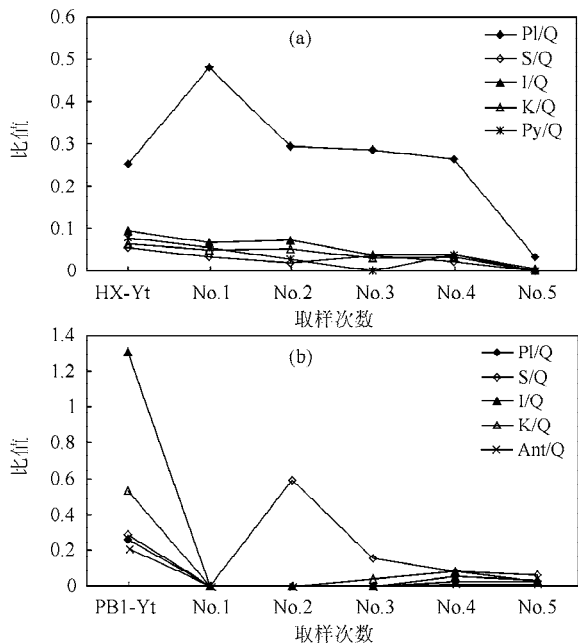 (a)
0.6
0.5
0.4
0.3
0.2
0.1
0
比值
Pl/Q
S/Q
I/Q
K/Q
Py/Q
HX-Yt No.1 No.2 No.3 No.4 No.5
取样次数
(b)
1.4
1.2
1
0.8
0.6
0.4
0.2
0
比值
Pl/Q
S/Q
I/Q
K/Q
Ant/Q
PB1-Yt No.1 No.2 No.3 No.4 No.5
取样次数